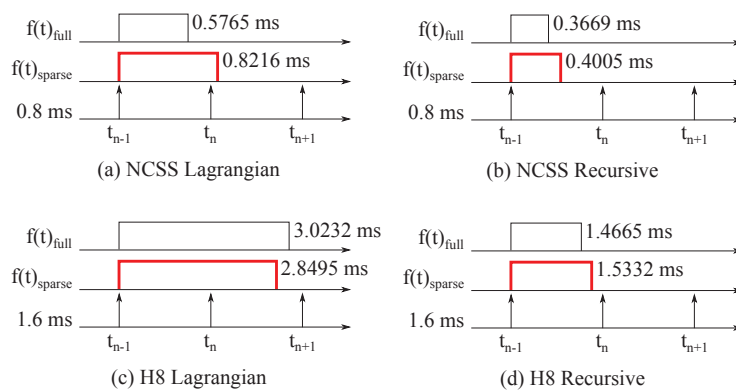 f(t)full 0.5765 ms
f(t)sparse 0.8216 ms
0.8 ms
tn-1 tn tn+1
(a) NCSS Lagrangian
f(t)full 0.3669 ms
f(t)sparse 0.4005 ms
0.8 ms
tn-1 tn tn+1
(b) NCSS Recursive
f(t)full 3.0232 ms
f(t)sparse 2.8495 ms
1.6 ms
tn-1 tn tn+1
(c) H8 Lagrangian
f(t)full 1.4665 ms
f(t)sparse 1.5332 ms
1.6 ms
tn-1 tn tn+1
(d) H8 Recursive